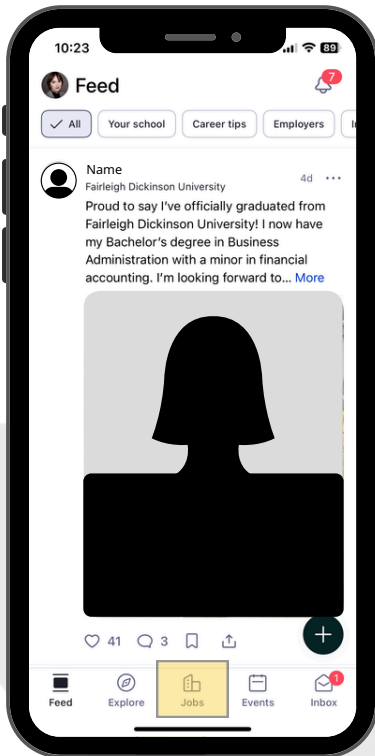 10:23
89
Feed
7
All
Your school
Career tips
Employers
Name
4d
Fairleigh Dickinson University
Proud to say I've officially graduated from
Fairleigh Dickinson University! I now have
my Bachelor's degree in Business
Administration with a minor in financial
accounting. I'm looking forward to... More
41
3
1
Feed
Explore
Jobs
Events
Inbox